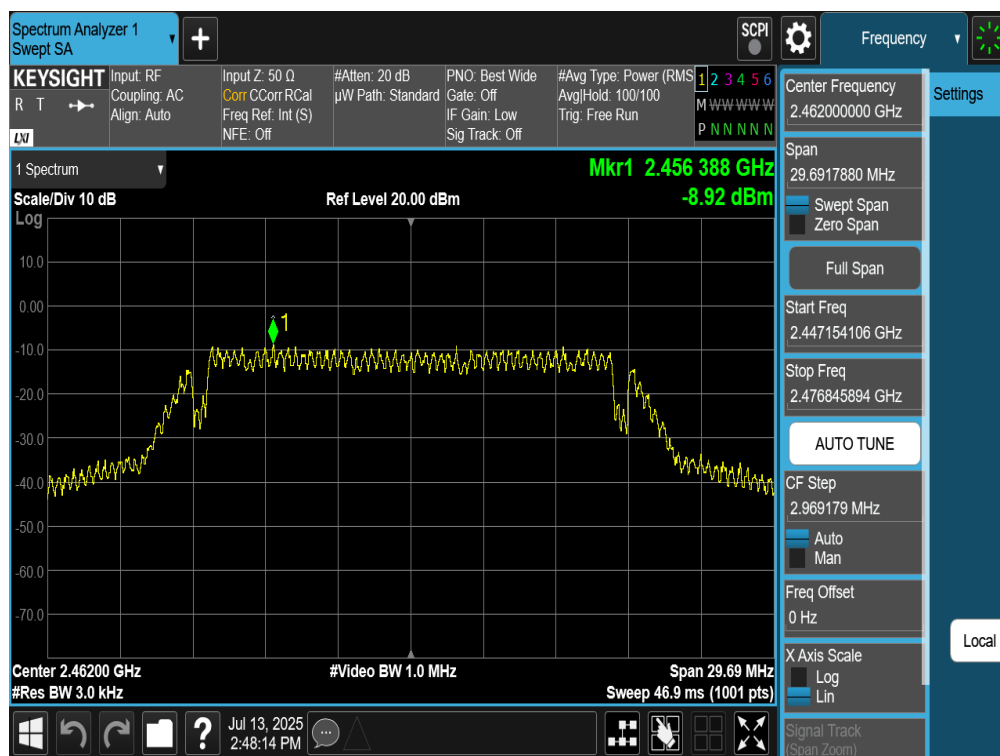 Spectrum Analyzer 1
Swept SA
+
SCPI
Frequency
KEYSIGHT
R T
LXI
Input: RF
Coupling: AC
Align: Auto
Input Z: 50 Ω
Corr CCorr RCal
Freq Ref: Int (S)
NFE: Off
#Atten: 20 dB
µW Path: Standard
PNO: Best Wide
Gate: Off
IF Gain: Low
Sig Track: Off
#Avg Type: Power (RMS
Avg|Hold: 100/100
Trig: Free Run
1 2 3 4 5 6
M W W W W W
P N N N N N
1 Spectrum
Mkr1 2.456 388 GHz
-8.92 dBm
Scale/Div 10 dB
Ref Level 20.00 dBm
Log
10.0
0.00
-10.0
-20.0
-30.0
-40.0
-50.0
-60.0
-70.0
1
Center 2.46200 GHz
#Video BW 1.0 MHz
Span 29.69 MHz
#Res BW 3.0 kHz
Sweep 46.9 ms (1001 pts)
?
Jul 13, 2025
2:48:14 PM
Center Frequency
2.462000000 GHz
Span
29.6917880 MHz
Swept Span
Zero Span
Full Span
Start Freq
2.447154106 GHz
Stop Freq
2.476845894 GHz
AUTO TUNE
CF Step
2.969179 MHz
Auto
Man
Freq Offset
0 Hz
X Axis Scale
Log
Lin
Signal Track
(Span Zoom)
Settings
Local